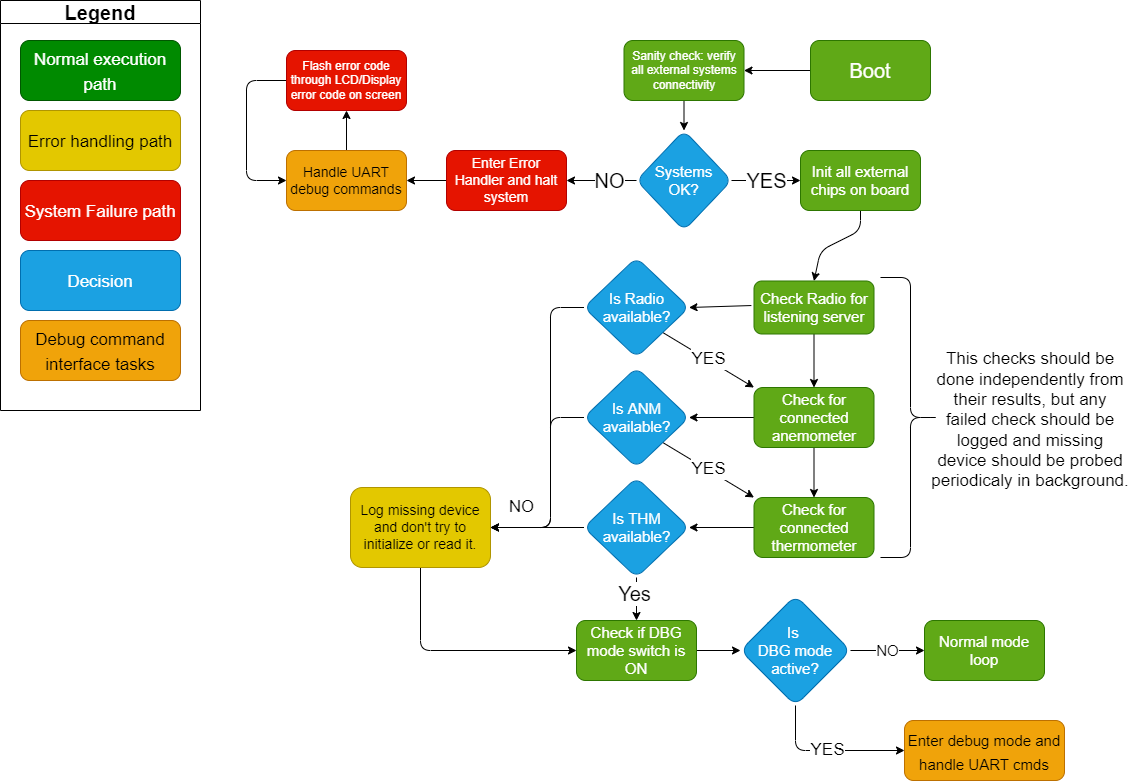 Legend
Normal execution
path
Error handling path
System Failure path
Decision
Debug command
interface tasks
Flash error code
through LCD/Display
error code on screen
Sanity check: verify
all external systems
connectivity
Boot
Handle UART
debug commands
Enter Error
Handler and halt
system
NO
Systems
OK?
YES
Init all external
chips on board
Is Radio
available?
Check Radio for
listening server
YES
Is ANM
available?
Check for
connected
anemometer
YES
This checks should be
done independently from
their results, but any
failed check should be
logged and missing
device should be probed
periodicaly in background.
Log missing device
and don't try to
initialize or read it.
NO
Is THM
available?
Check for
connected
thermometer
Yes
Check if DBG
mode switch is
ON
Is
DBG mode
active?
NO
Normal mode
loop
YES
Enter debug mode and
handle UART cmds